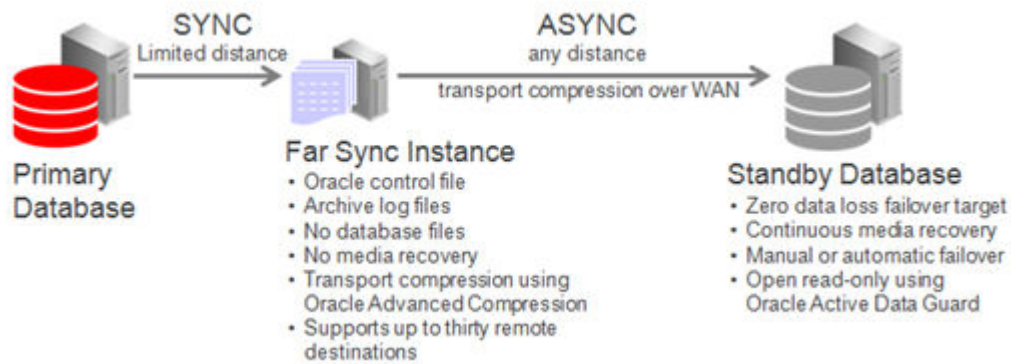 SYNC
Limited distance
ASYNC
any distance
transport compression over WAN
Primary
Database
Far Sync Instance
• Oracle control file
• Archive log files
• No database files
• No media recovery
• Transport compression using
Oracle Advanced Compression
• Supports up to thirty remote
destinations
Standby Database
• Zero data loss failover target
• Continuous media recovery
• Manual or automatic failover
• Open read-only using
Oracle Active Data Guard